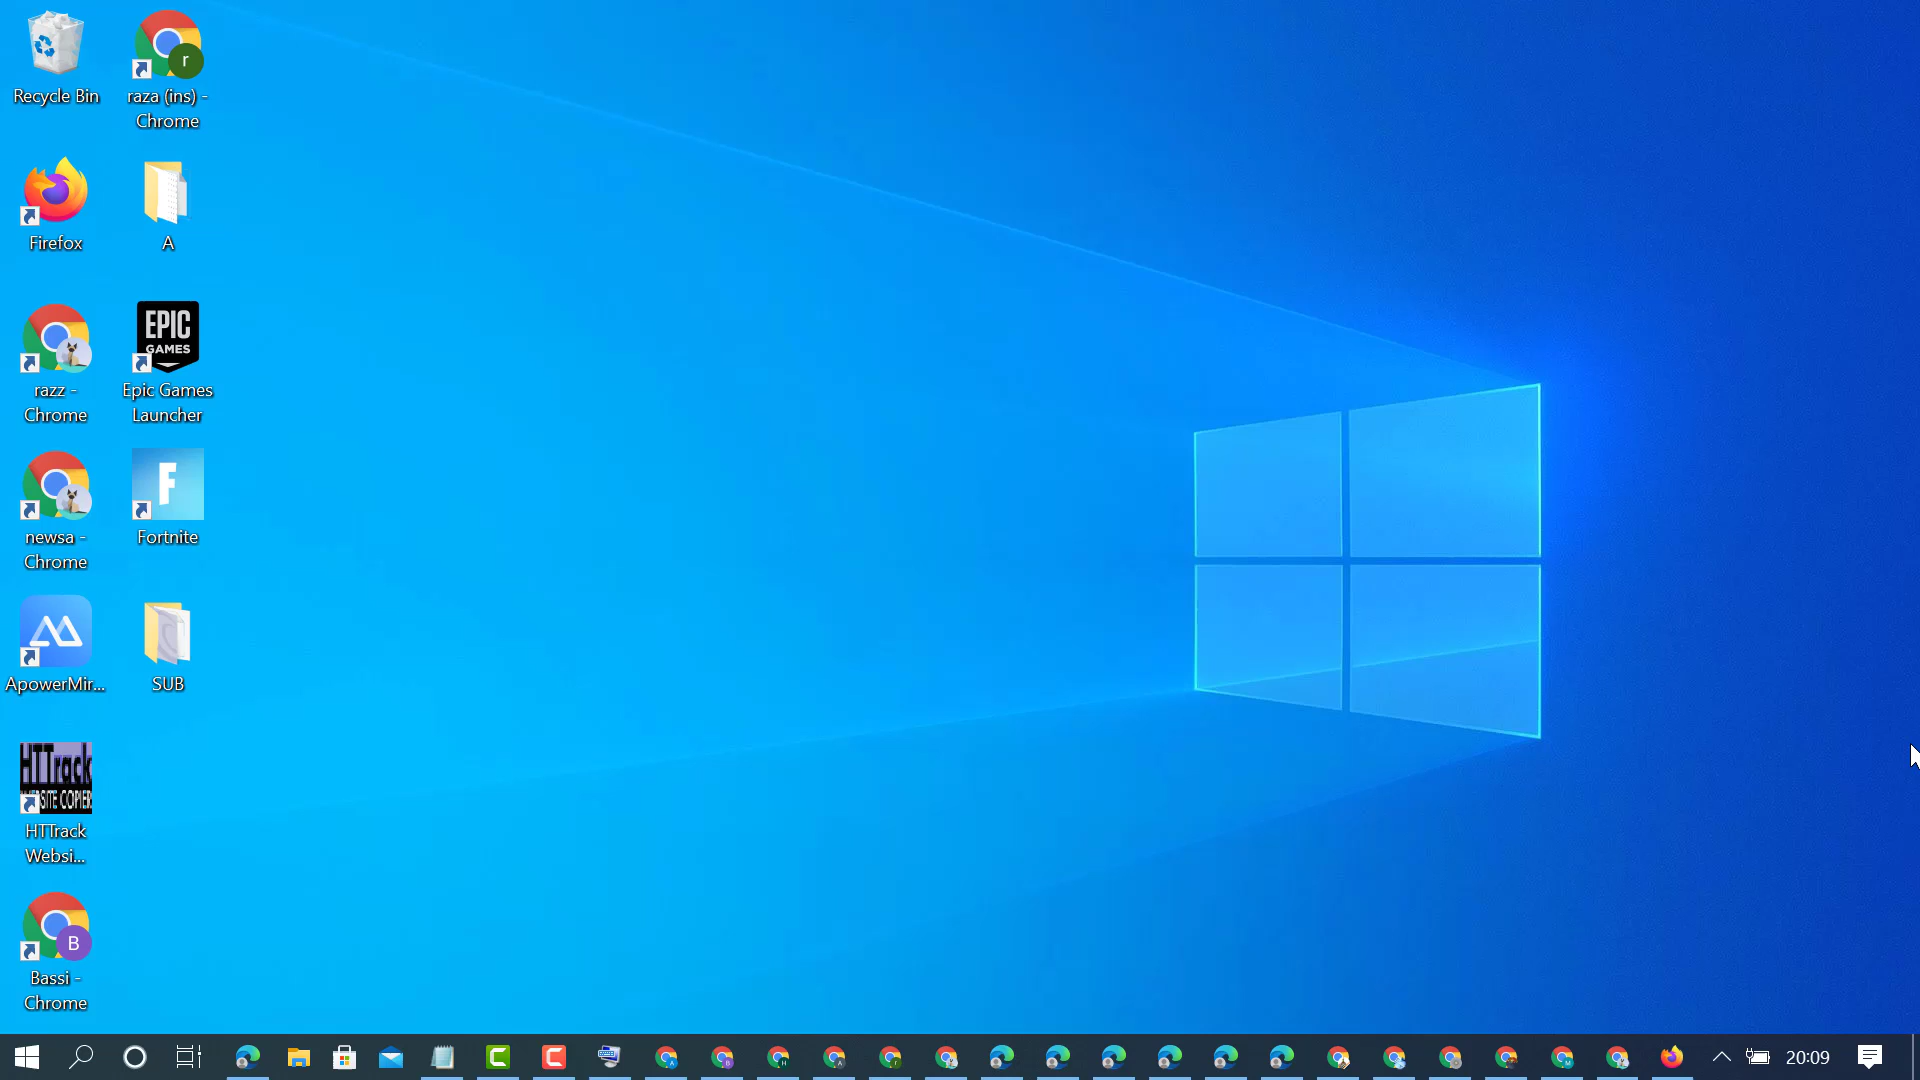 Recycle Bin
raza (ins) -
Chrome
Firefox
A
razz -
Chrome
EPIC
GAMES
Epic Games
Launcher
newsa -
Chrome
F
Fortnite
ApowerMir...
SUB
HTTrack
WEBSITE COPIER
HTTrack
Websi...
B
Bassi -
Chrome
r
20:09